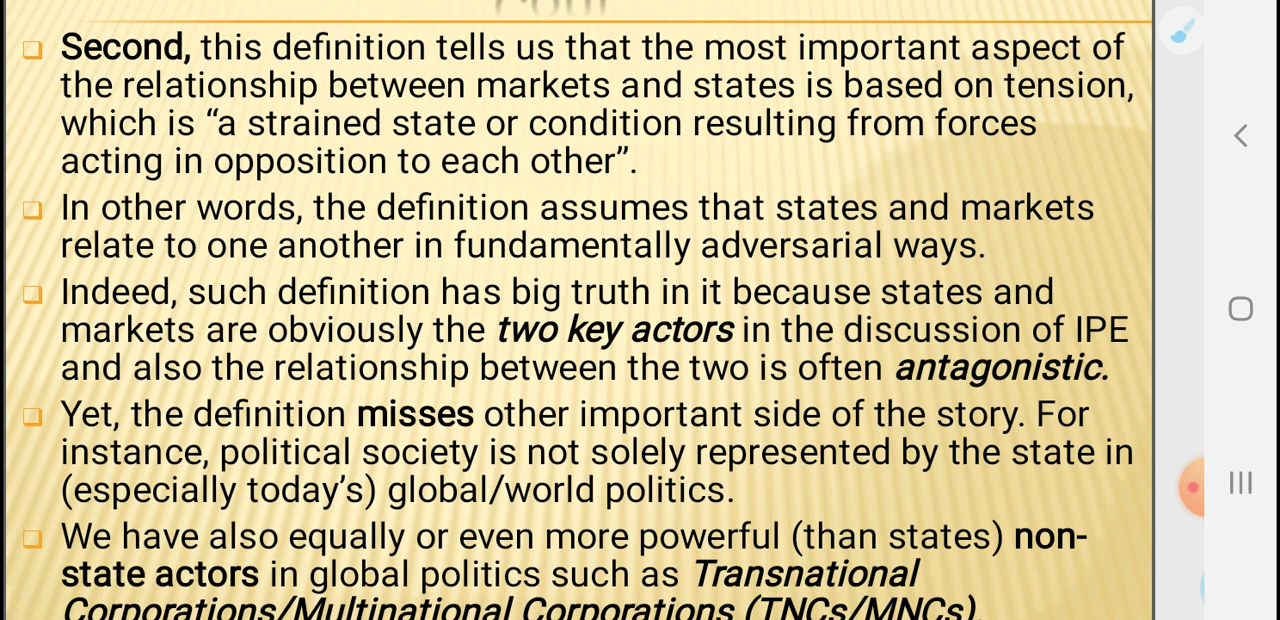 Second, this definition tells us that the most important aspect of
the relationship between markets and states is based on tension,
which is “a strained state or condition resulting from forces
acting in opposition to each other”.
In other words, the definition assumes that states and markets
relate to one another in fundamentally adversarial ways.
Indeed, such definition has big truth in it because states and
markets are obviously the two key actors in the discussion of IPE
and also the relationship between the two is often antagonistic.
Yet, the definition misses other important side of the story. For
instance, political society is not solely represented by the state in
(especially today’s) global/world politics.
We have also equally or even more powerful (than states) non-
state actors in global politics such as Transnational
Corporations/Multinational Corporations (TNCs/MNCs),